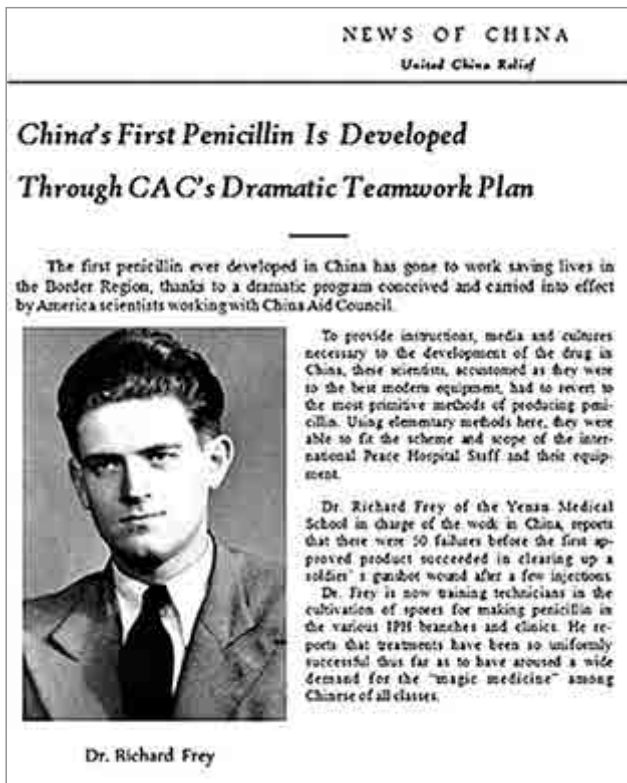 NEWS OF CHINA
United China Relief
China's First Penicillin Is Developed
Through CAC's Dramatic Teamwork Plan
The first penicillin ever developed in China has gone to work saving lives in
the Border Region, thanks to a dramatic program conceived and carried into effect
by America scientists working with China Aid Council.
To provide instructions, media and cultures
necessary to the development of the drug in
China, these scientists, accustomed as they were
to the best modern equipment, had to revert to
the most primitive methods of producing peni-
cillin. Using elementary methods here, they were
able to fit the scheme and scope of the inter-
national Peace Hospital Staff and their equip-
ment.
Dr. Richard Frey of the Yenan Medical
School in charge of the work in China, reports
that there were 50 failures before the first ap-
proved product succeeded in clearing up a
soldies' s gunshot wound after a few injections.
Dr. Frey is now training technicians in the
cultivation of spores for making penicillin in
the various IPH branches and clinics. He re-
ports that treatments have been so uniformly
successful thus far as to have aroused a wide
demand for the "magic medicine" among
Chinese of all classes.
Dr. Richard Frey